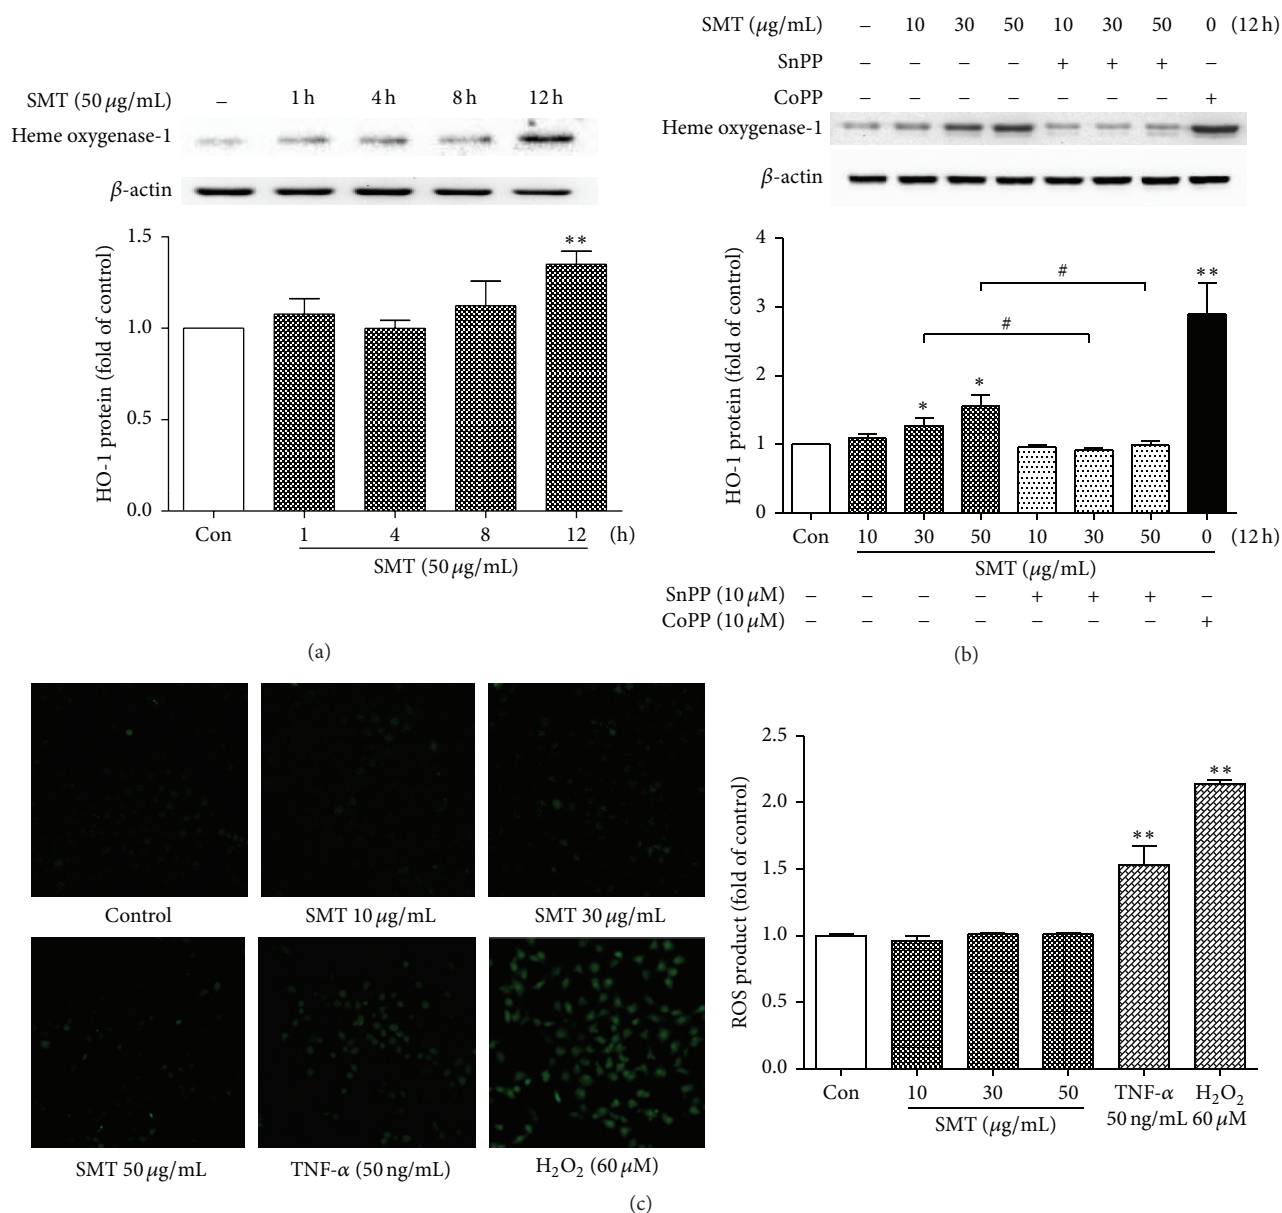 SMT (50 μg/mL) – 1 h 4 h 8 h 12 h
Heme oxygenase-1
β-actin
HO-1 protein (fold of control)
1.5
1.0
0.5
0.0
**
Con 1 4 8 12 (h)
SMT (50 μg/mL)
(a)
SMT (μg/mL) – 10 30 50 10 30 50 0 (12 h)
SnPP – – – – + + + –
CoPP – – – – – – – +
Heme oxygenase-1
β-actin
HO-1 protein (fold of control)
4
3
2
1
0
#
#
* * **
Con 10 30 50 10 30 50 0 (12 h)
SMT (μg/mL)
SnPP (10 μM) – – – – + + + –
CoPP (10 μM) – – – – – – – +
(b)
Control SMT 10 μg/mL SMT 30 μg/mL
SMT 50 μg/mL TNF-α (50 ng/mL) H₂O₂ (60 μM)
ROS product (fold of control)
2.5
2.0
1.5
1.0
0.5
0.0
** **
Con 10 30 50 TNF-α H₂O₂
SMT (μg/mL) 50 ng/mL 60 μM
(c)